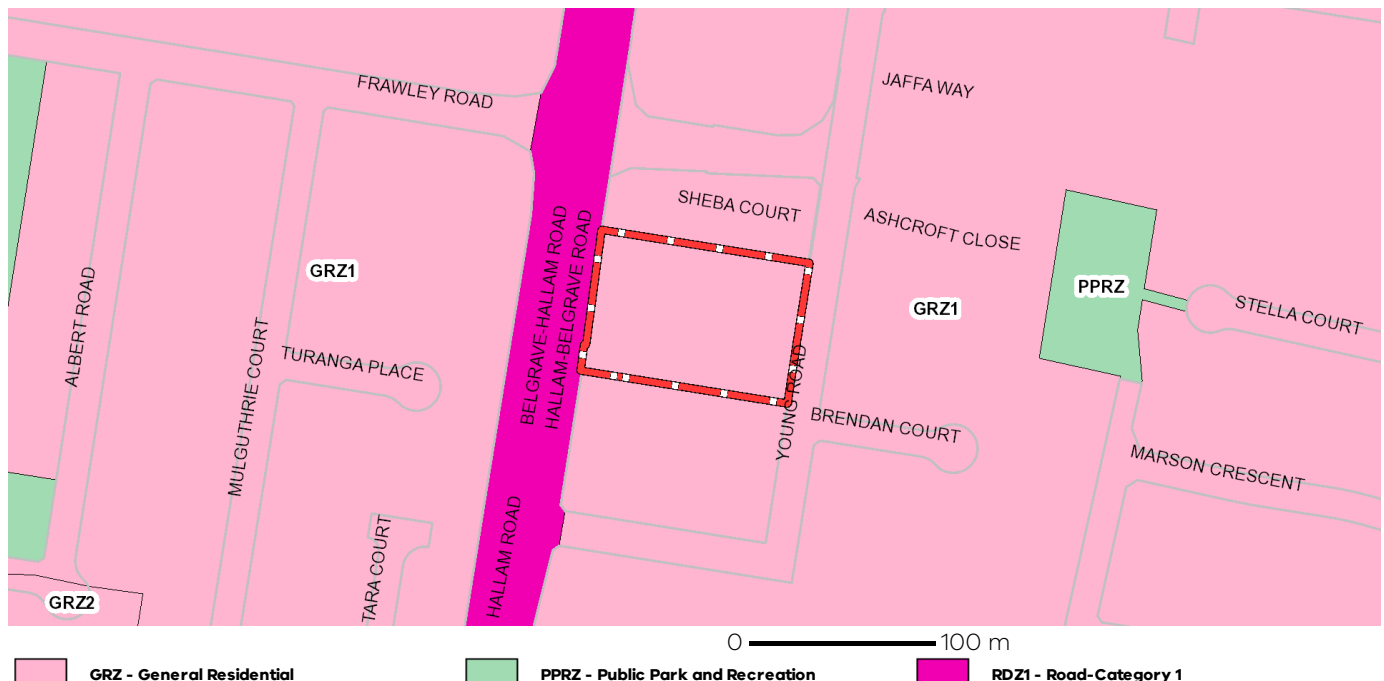 FRAWLEY ROAD
JAFFA WAY
SHEBA COURT
ASHCROFT CLOSE
GRZ1
PPRZ
GRZ1
STELLA COURT
ALBERT ROAD
BELGRAVE-HALLAM ROAD
HALLAM-BELGRAVE ROAD
MULGUTHRIE COURT
TURANGA PLACE
YOUNG ROAD
BRENDAN COURT
MARSON CRESCENT
HALLAM ROAD
TARA COURT
GRZ2
0 100 m
GRZ - General Residential
PPRZ - Public Park and Recreation
RDZ1 - Road-Category 1